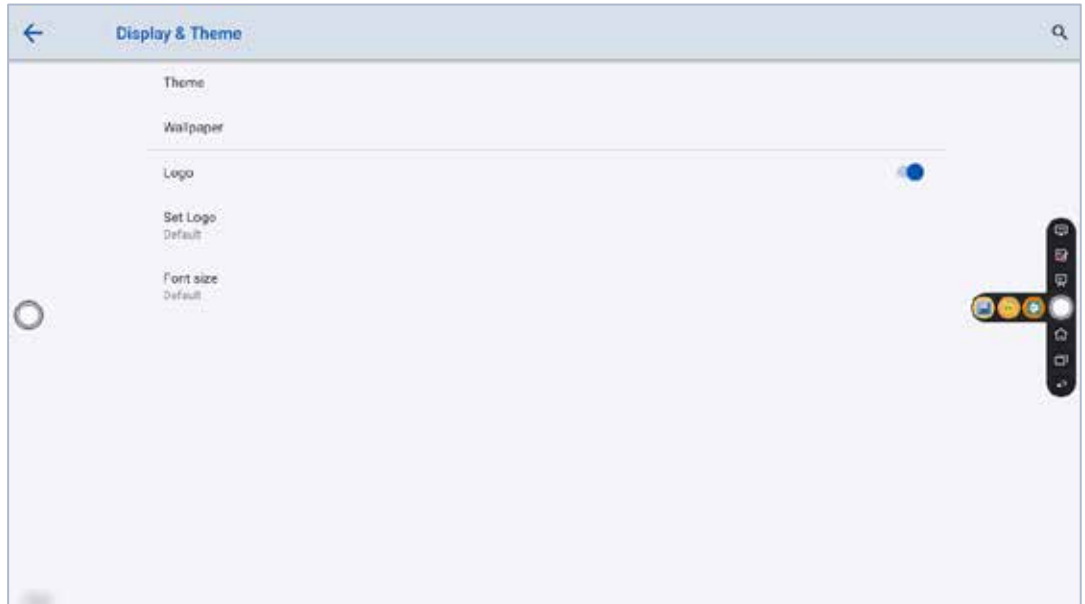 Display & Theme
Theme
Wallpaper
Logo
Set Logo
Default
Font size
Default